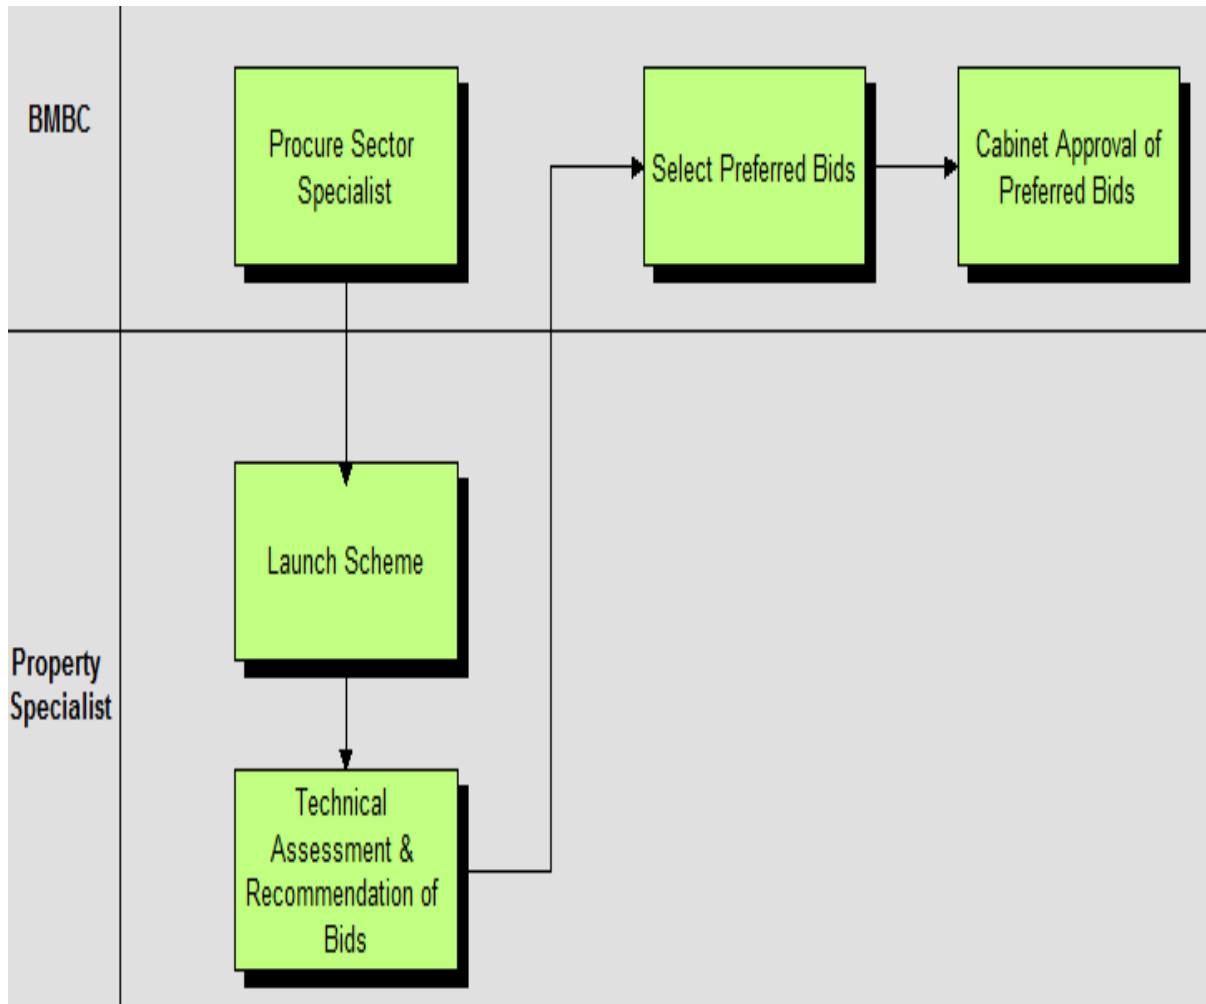 BMBC
Procure Sector
Specialist
Select Preferred Bids
Cabinet Approval of
Preferred Bids
Property
Specialist
Launch Scheme
Technical
Assessment &
Recommendation of
Bids